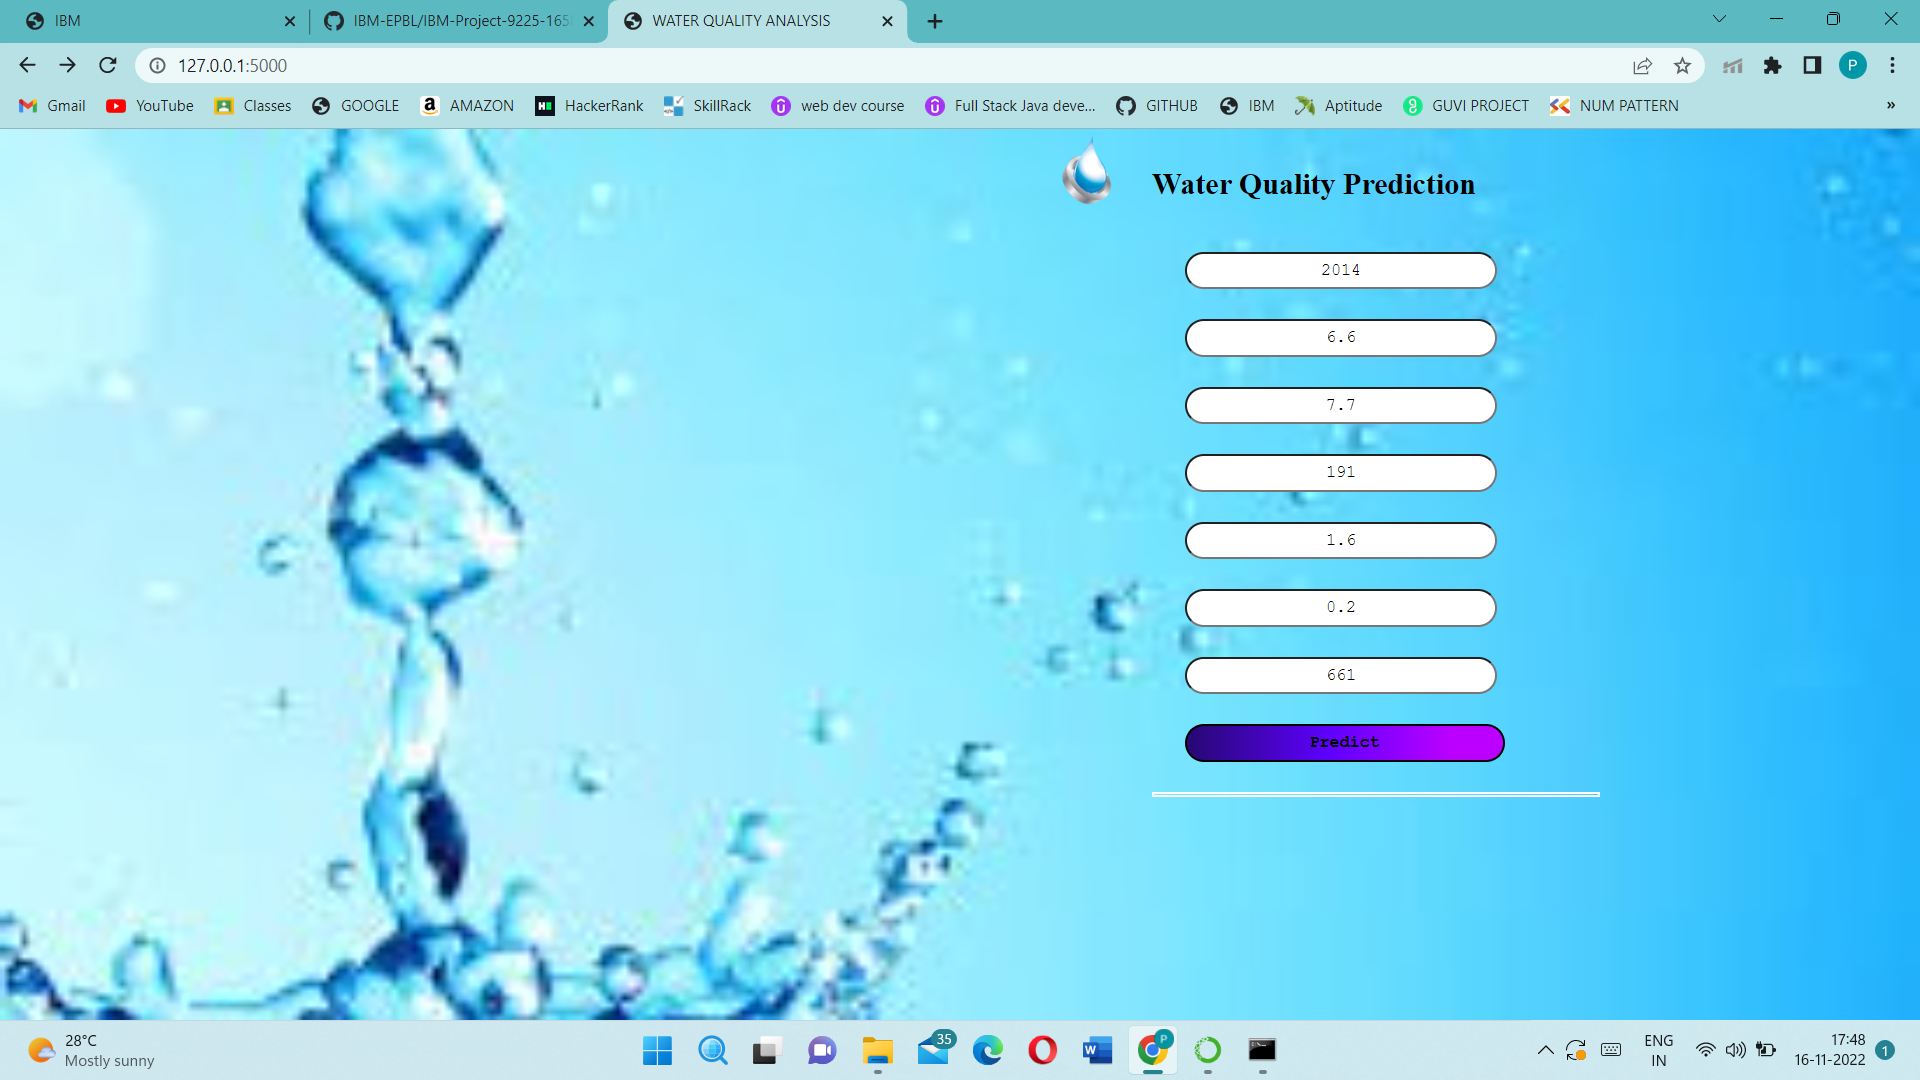 IBM
IBM-EPBL/IBM-Project-9225-165
WATER QUALITY ANALYSIS
127.0.0.1:5000
P
Gmail
YouTube
Classes
GOOGLE
AMAZON
HackerRank
SkillRack
web dev course
Full Stack Java deve...
GITHUB
IBM
Aptitude
GUVI PROJECT
NUM PATTERN
»
Water Quality Prediction
2014
6.6
7.7
191
1.6
0.2
661
Predict
28°C
Mostly sunny
35
P
ENG
IN
17:48
16-11-2022
1